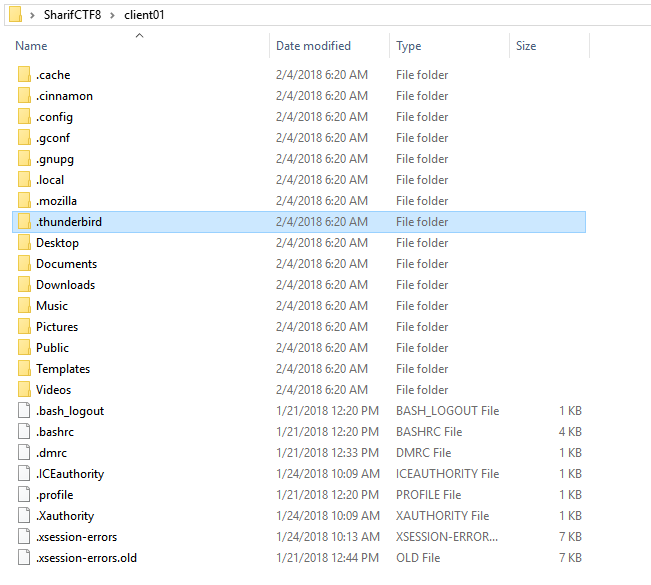 SharifCTF8 > client01
Name Date modified Type Size
.cache 2/4/2018 6:20 AM File folder
.cinnamon 2/4/2018 6:20 AM File folder
.config 2/4/2018 6:20 AM File folder
.gconf 2/4/2018 6:20 AM File folder
.gnupg 2/4/2018 6:20 AM File folder
.local 2/4/2018 6:20 AM File folder
.mozilla 2/4/2018 6:20 AM File folder
.thunderbird 2/4/2018 6:20 AM File folder
Desktop 2/4/2018 6:20 AM File folder
Documents 2/4/2018 6:20 AM File folder
Downloads 2/4/2018 6:20 AM File folder
Music 2/4/2018 6:20 AM File folder
Pictures 2/4/2018 6:20 AM File folder
Public 2/4/2018 6:20 AM File folder
Templates 2/4/2018 6:20 AM File folder
Videos 2/4/2018 6:20 AM File folder
.bash_logout 1/21/2018 12:20 PM BASH_LOGOUT File 1 KB
.bashrc 1/21/2018 12:20 PM BASHRC File 4 KB
.dmrc 1/21/2018 12:33 PM DMRC File 1 KB
.ICEauthority 1/24/2018 10:09 AM ICEAUTHORITY File 1 KB
.profile 1/21/2018 12:20 PM PROFILE File 1 KB
.Xauthority 1/24/2018 10:09 AM XAUTHORITY File 1 KB
.xsession-errors 1/24/2018 10:13 AM XSESSION-ERROR... 7 KB
.xsession-errors.old 1/21/2018 12:44 PM OLD File 7 KB